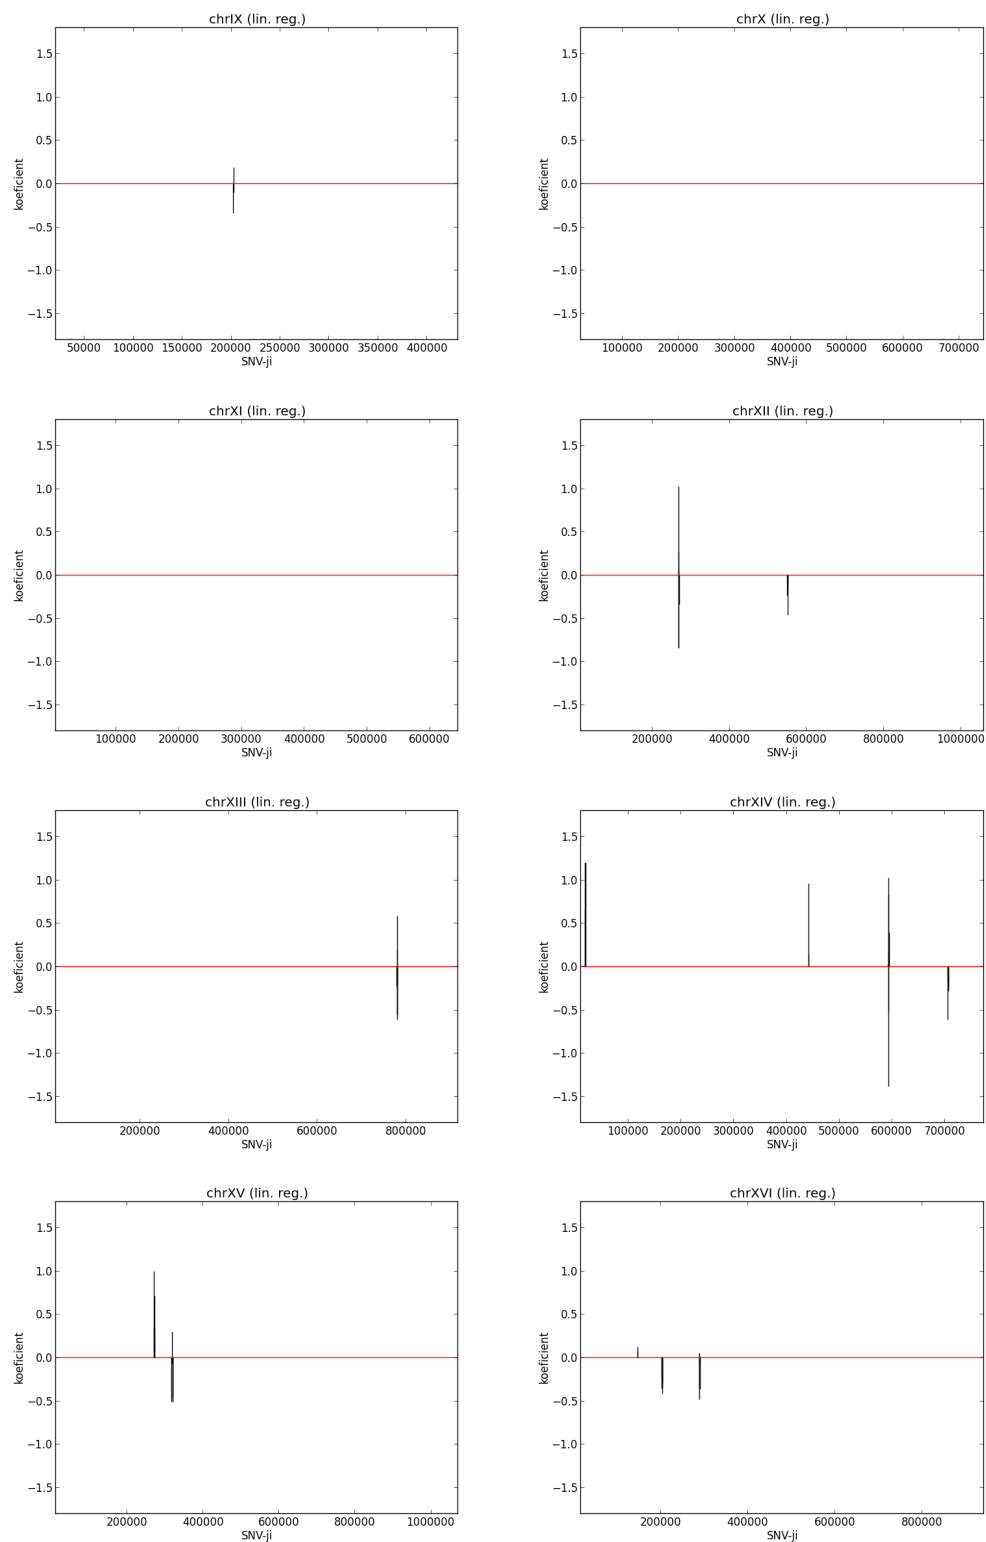 chrIX (lin. reg.)
1.5
1.0
0.5
0.0
−0.5
−1.0
−1.5
koeficient
50000 100000 150000 200000 250000 300000 350000 400000
SNV-ji
chrX (lin. reg.)
1.5
1.0
0.5
0.0
−0.5
−1.0
−1.5
koeficient
100000 200000 300000 400000 500000 600000 700000
SNV-ji
chrXI (lin. reg.)
1.5
1.0
0.5
0.0
−0.5
−1.0
−1.5
koeficient
100000 200000 300000 400000 500000 600000
SNV-ji
chrXII (lin. reg.)
1.5
1.0
0.5
0.0
−0.5
−1.0
−1.5
koeficient
200000 400000 600000 800000 1000000
SNV-ji
chrXIII (lin. reg.)
1.5
1.0
0.5
0.0
−0.5
−1.0
−1.5
koeficient
200000 400000 600000 800000
SNV-ji
chrXIV (lin. reg.)
1.5
1.0
0.5
0.0
−0.5
−1.0
−1.5
koeficient
100000 200000 300000 400000 500000 600000 700000
SNV-ji
chrXV (lin. reg.)
1.5
1.0
0.5
0.0
−0.5
−1.0
−1.5
koeficient
200000 400000 600000 800000 1000000
SNV-ji
chrXVI (lin. reg.)
1.5
1.0
0.5
0.0
−0.5
−1.0
−1.5
koeficient
200000 400000 600000 800000
SNV-ji